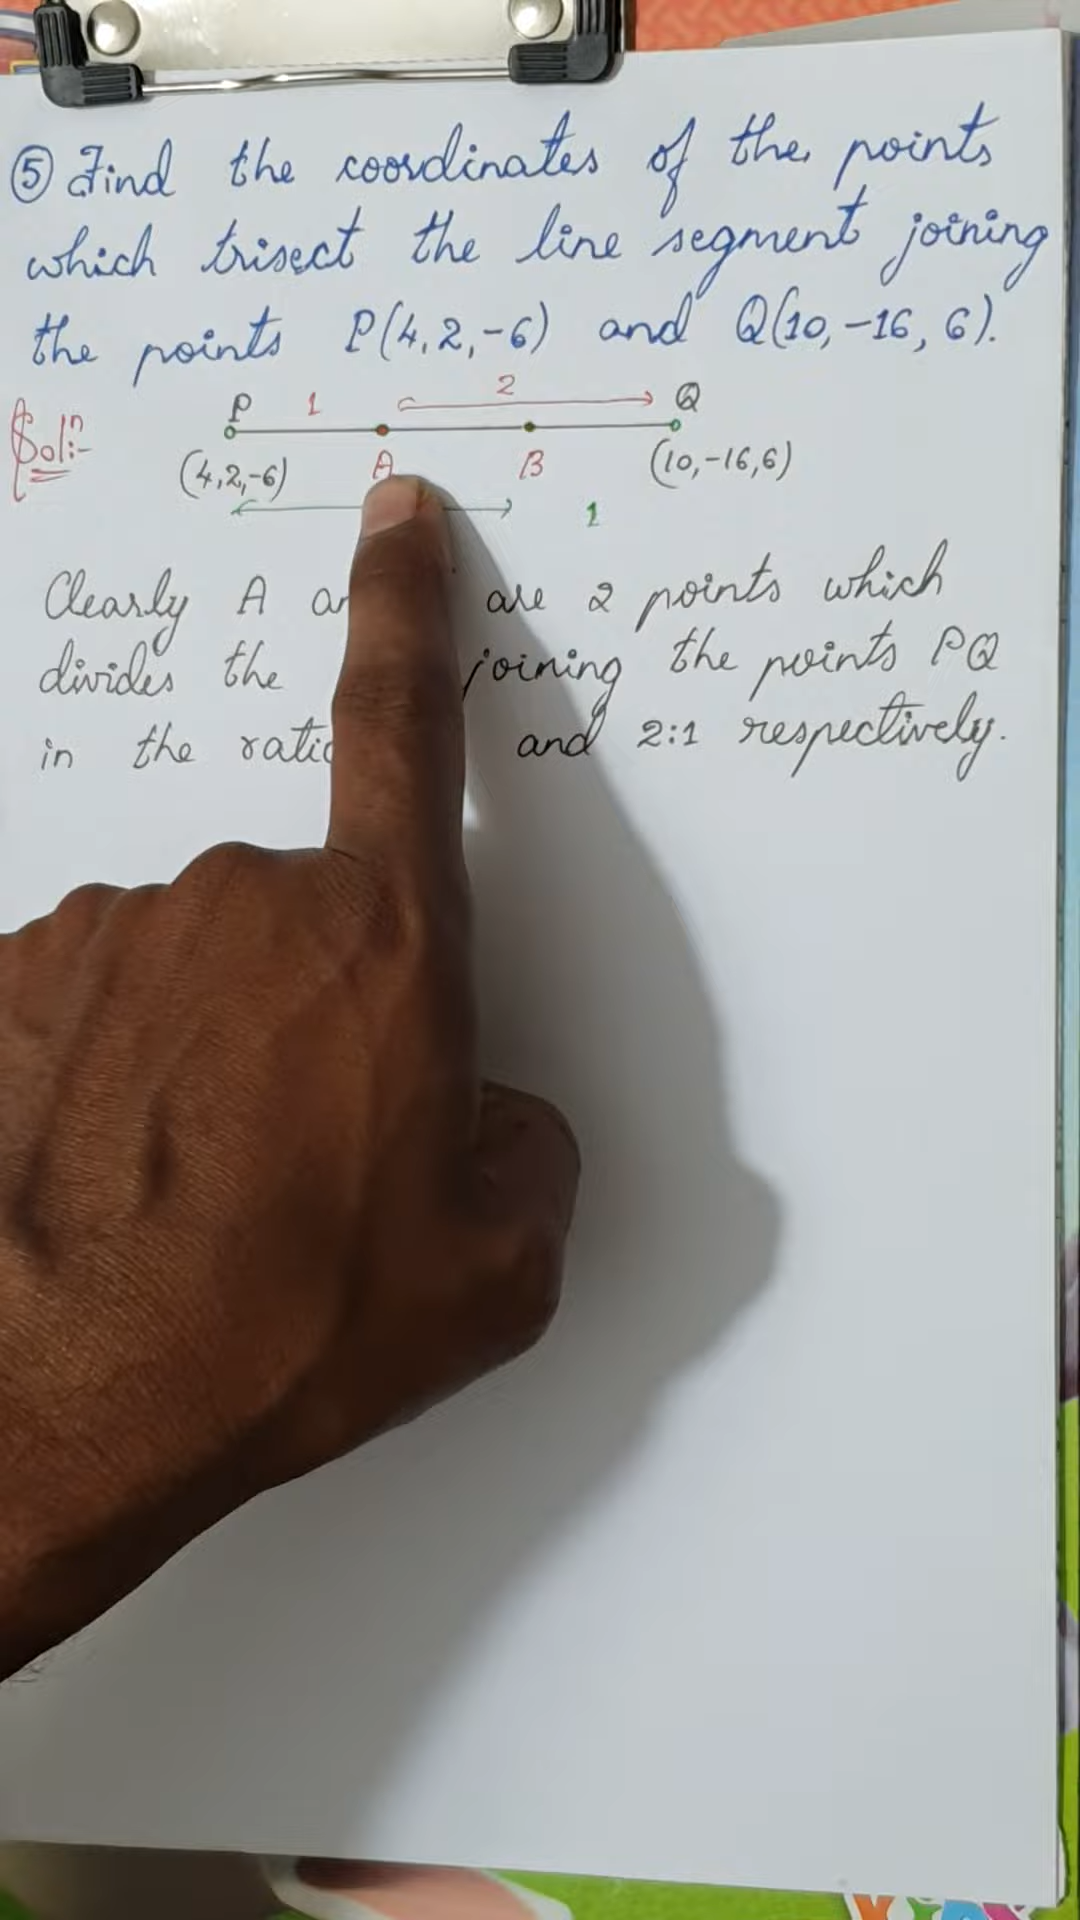 ⑤ Find the coordinates of the points
which trisect the line segment joining
the points P(4,2,-6) and Q(10,-16,6).
Solⁿ:-
P 1 2 Q
(4,2,-6) A B (10,-16,6)
1
Clearly A are 2 points which
divides the joining the points PQ
in the and 2:1 respectively.